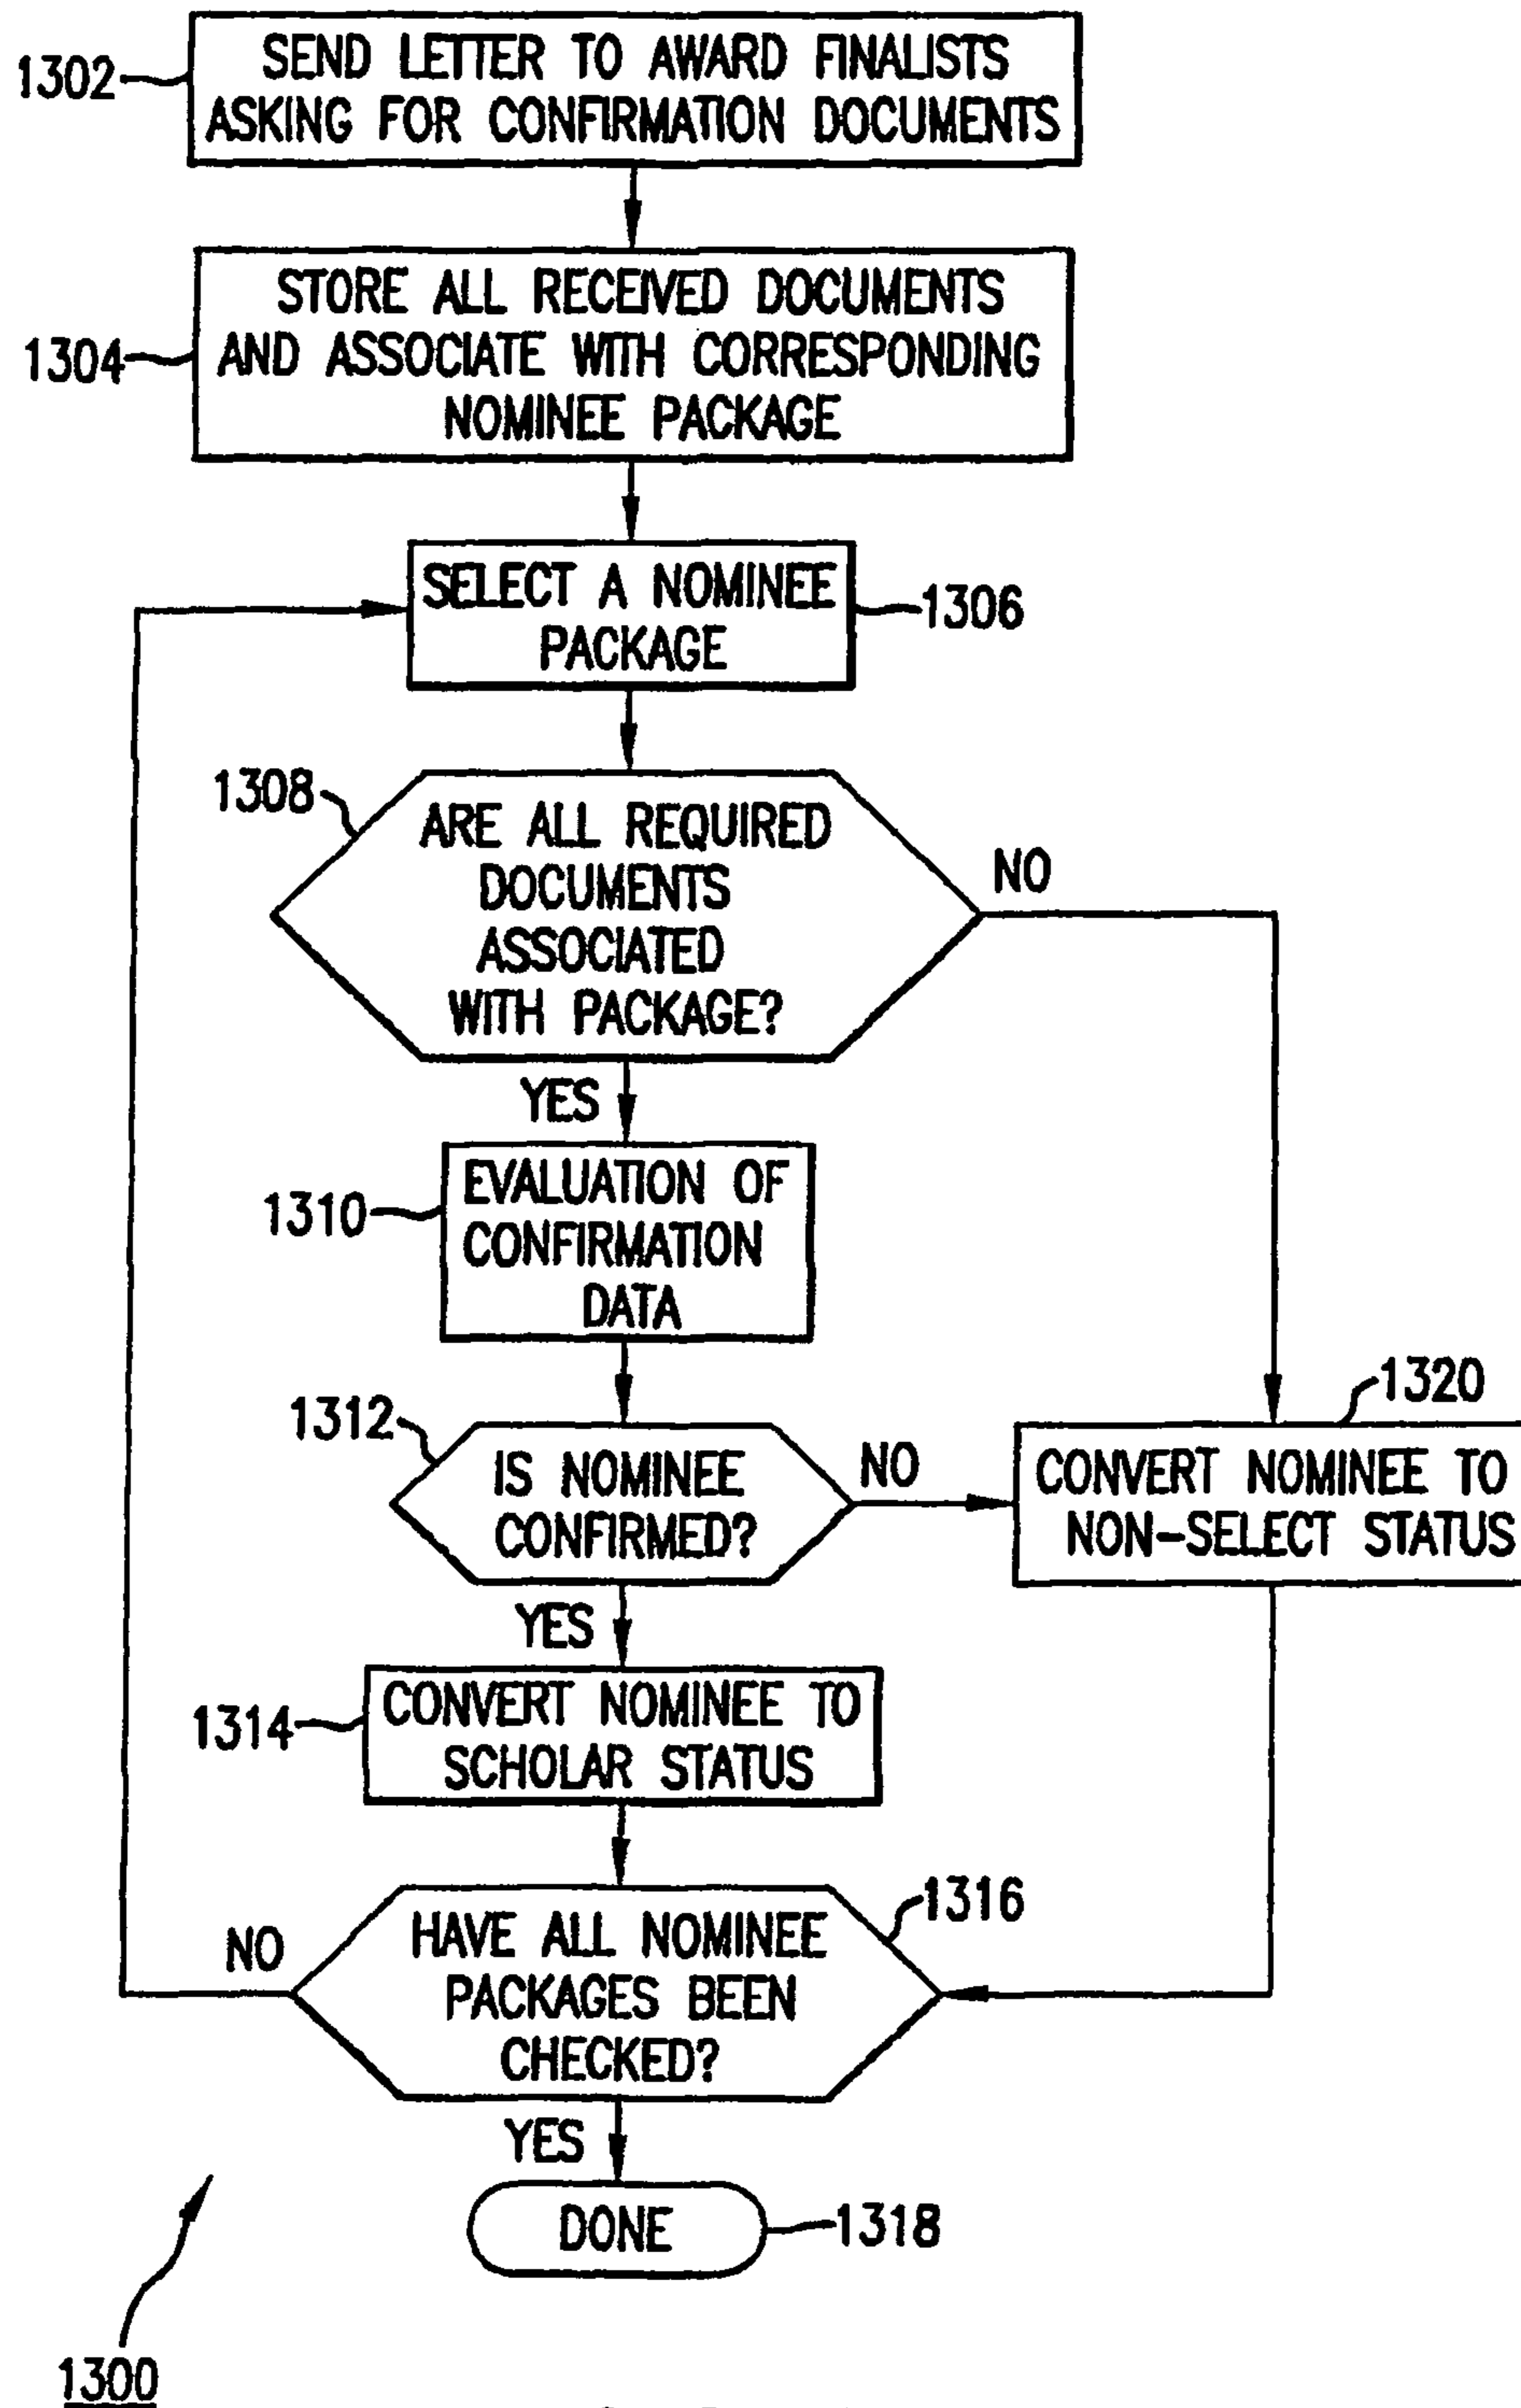 1302
SEND LETTER TO AWARD FINALISTS
ASKING FOR CONFIRMATION DOCUMENTS
STORE ALL RECEIVED DOCUMENTS
1304
AND ASSOCIATE WITH CORRESPONDING
NOMINEE PACKAGE
SELECT A NOMINEE
PACKAGE
1306
1308
ARE ALL REQUIRED
DOCUMENTS
ASSOCIATED
WITH PACKAGE?
NO
YES
1310
EVALUATION OF
CONFIRMATION
DATA
1312
IS NOMINEE
CONFIRMED?
NO
1320
CONVERT NOMINEE TO
NON-SELECT STATUS
YES
1314
CONVERT NOMINEE TO
SCHOLAR STATUS
1316
NO
HAVE ALL NOMINEE
PACKAGES BEEN
CHECKED?
YES
DONE
1318
1300